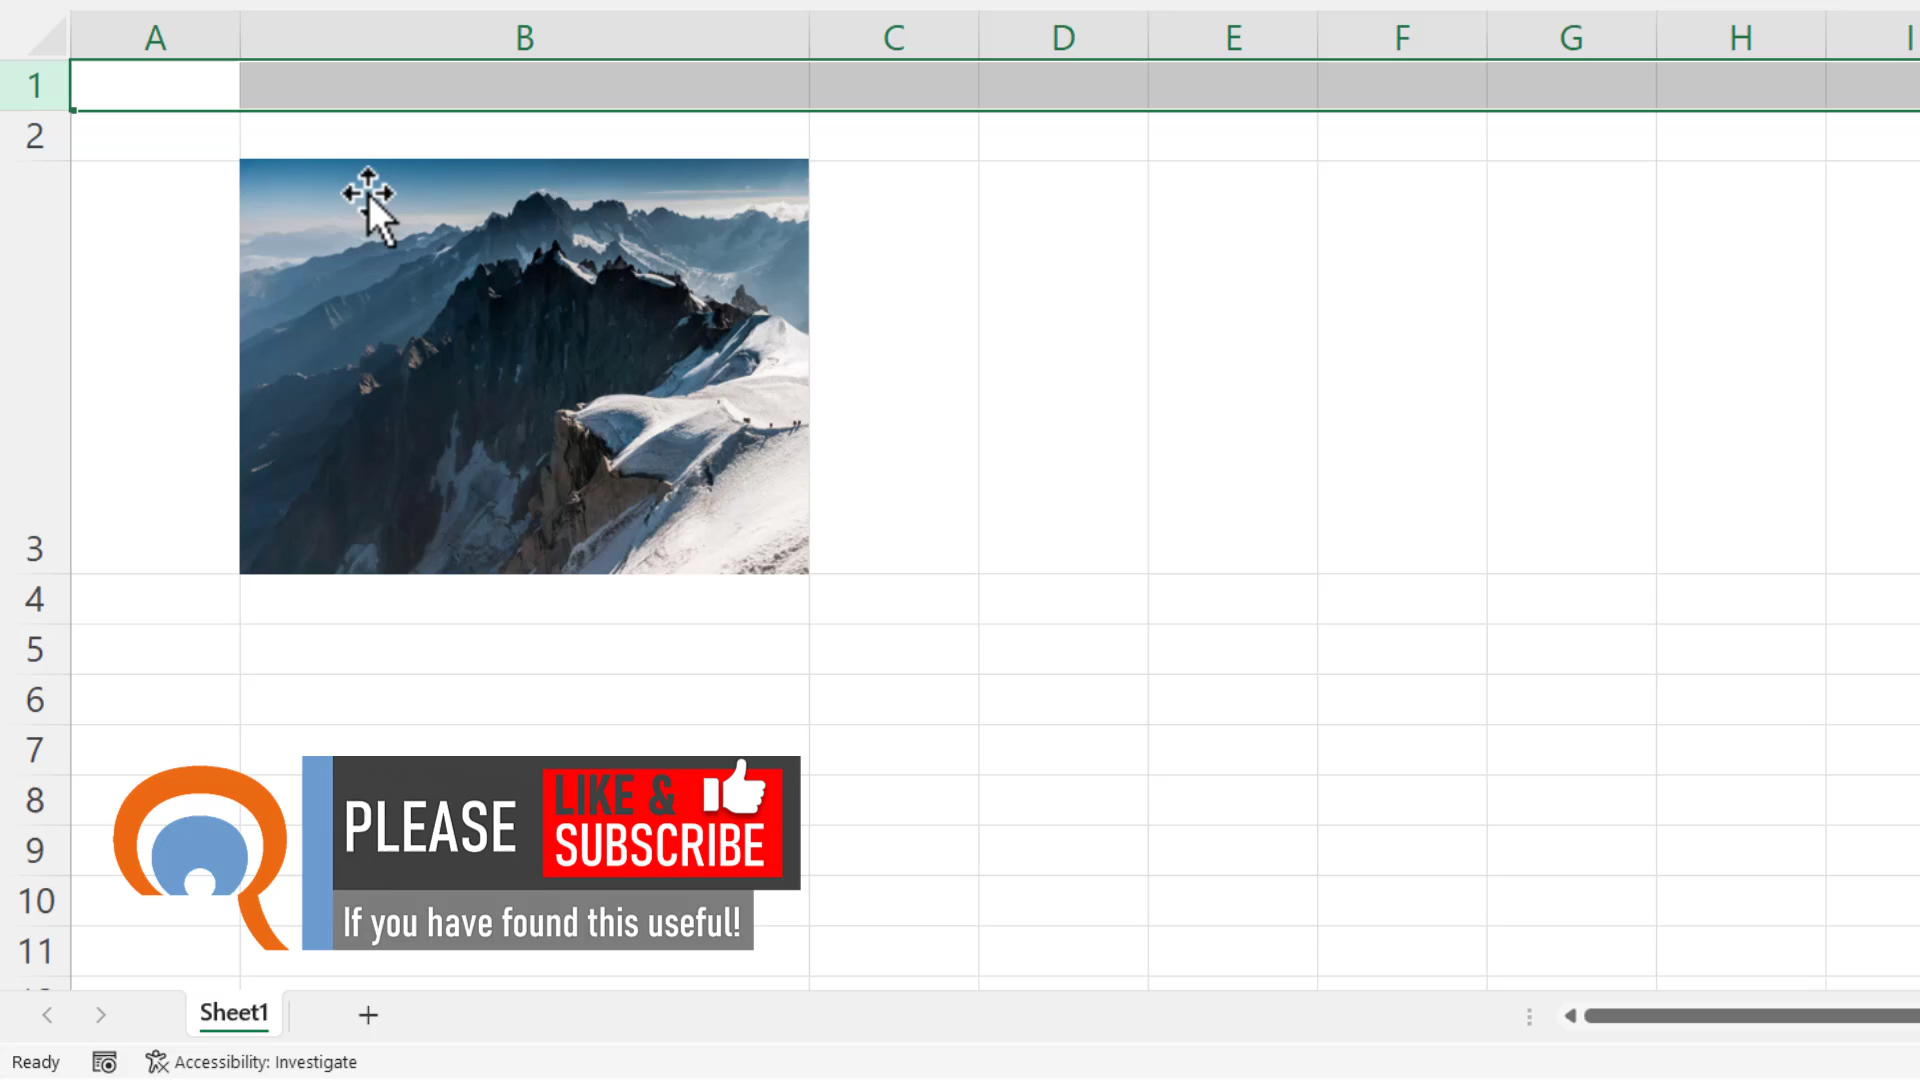 A B C D E F G H I
1
2
3
4
5
6
7
8
9
10
11
PLEASE LIKE &
SUBSCRIBE
If you have found this useful!
Sheet1
Ready Accessibility: Investigate